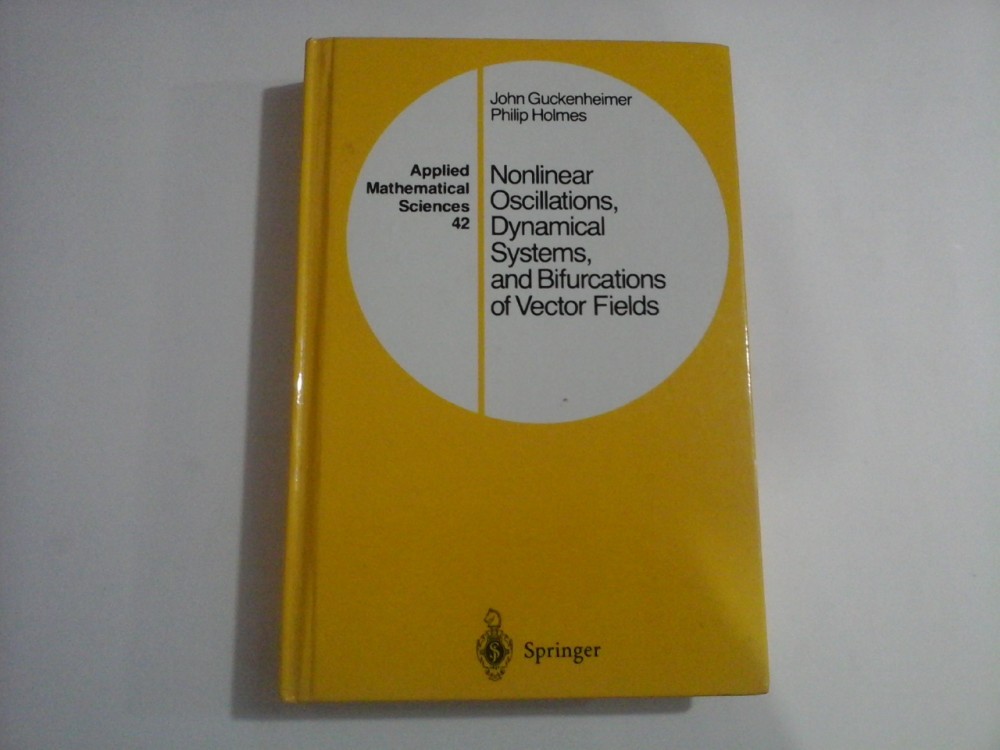 John Guckenheimer
Philip Holmes
Applied
Mathematical
Sciences
42
Nonlinear
Oscillations,
Dynamical
Systems,
and Bifurcations
of Vector Fields
Springer